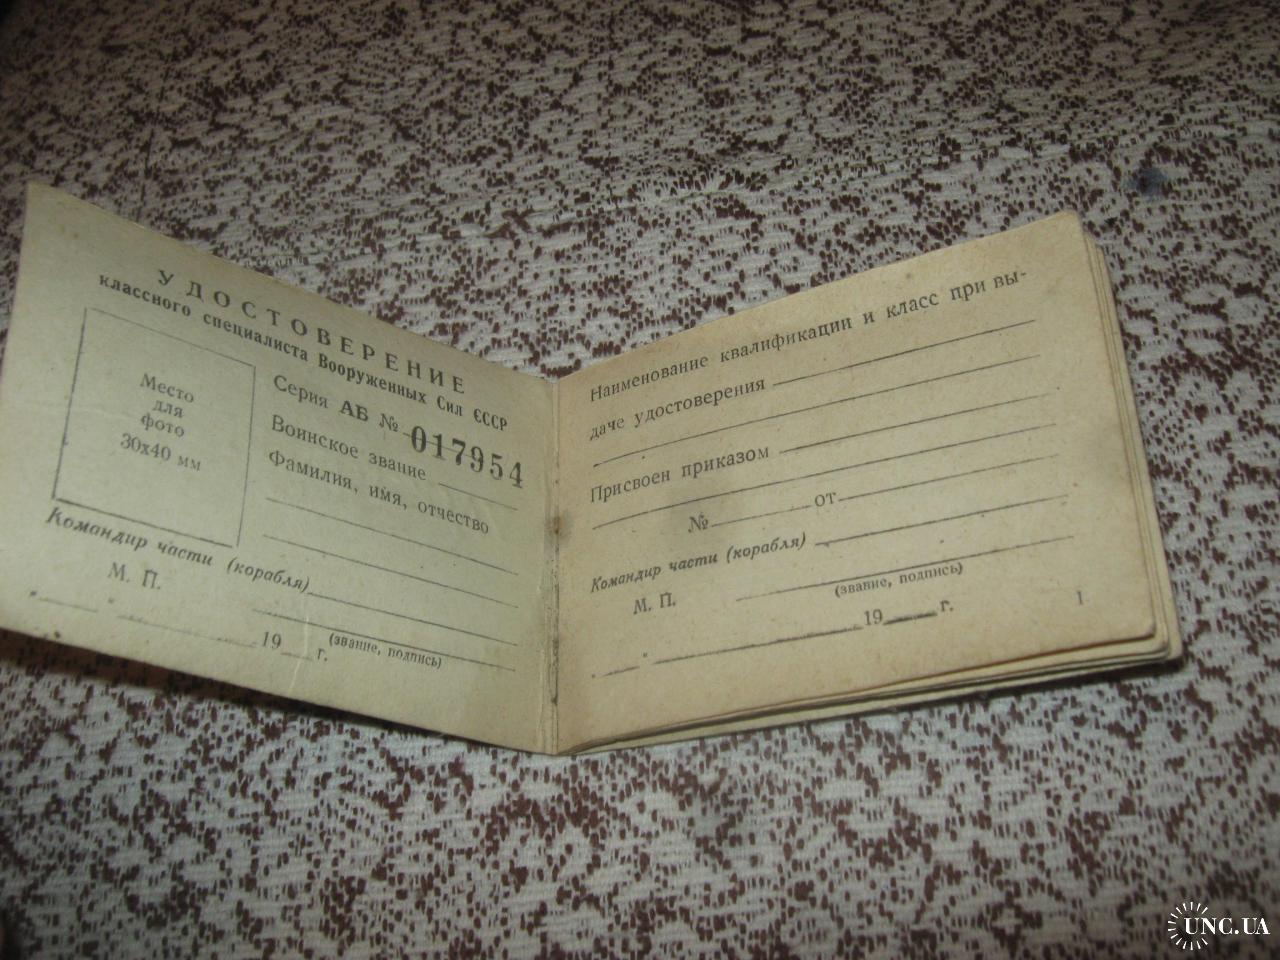 УДОСТОВЕРЕНИЕ
классного специалиста Вооруженных Сил СССР
Место
для
фото
30х40 мм
Серия АБ № 017954
Воинское звание
Фамилия, имя, отчество
Командир части (корабля)
М. П.
(звание, подпись)
" " 19 г.
Наименование квалификации и класс при вы-
даче удостоверения
Присвоен приказом
№ от
Командир части (корабля)
М. П.
(звание, подпись)
" " 19 г.
1
UNC.UA